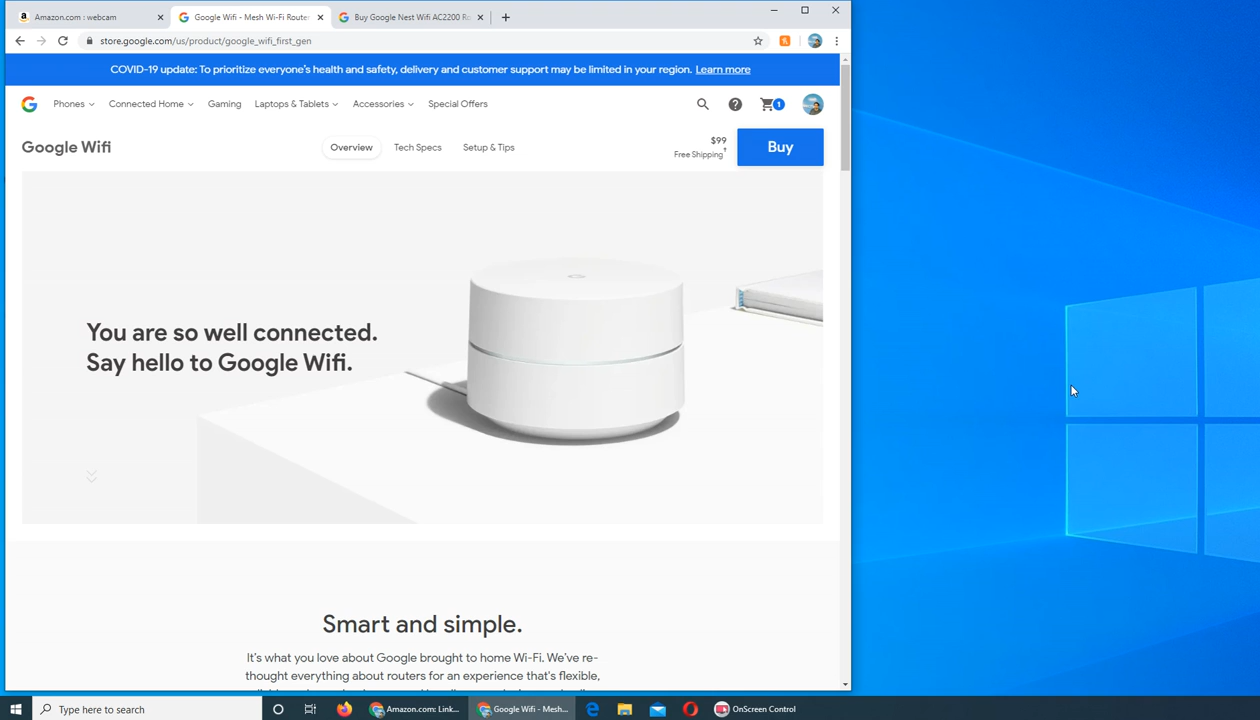 Amazon.com : webcam
Google Wifi - Mesh Wi-Fi Router
Buy Google Nest Wifi AC2200 Ro
store.google.com/us/product/google_wifi_first_gen
COVID-19 update: To prioritize everyone's health and safety, delivery and customer support may be limited in your region. Learn more
Phones Connected Home Gaming Laptops & Tablets Accessories Special Offers 1
Google Wifi Overview Tech Specs Setup & Tips $99 Free Shipping† Buy
You are so well connected.
Say hello to Google Wifi.
Smart and simple.
It's what you love about Google brought to home Wi-Fi. We've re-
thought everything about routers for an experience that's flexible,
Type here to search Amazon.com: Link... Google Wifi - Mesh... OnScreen Control